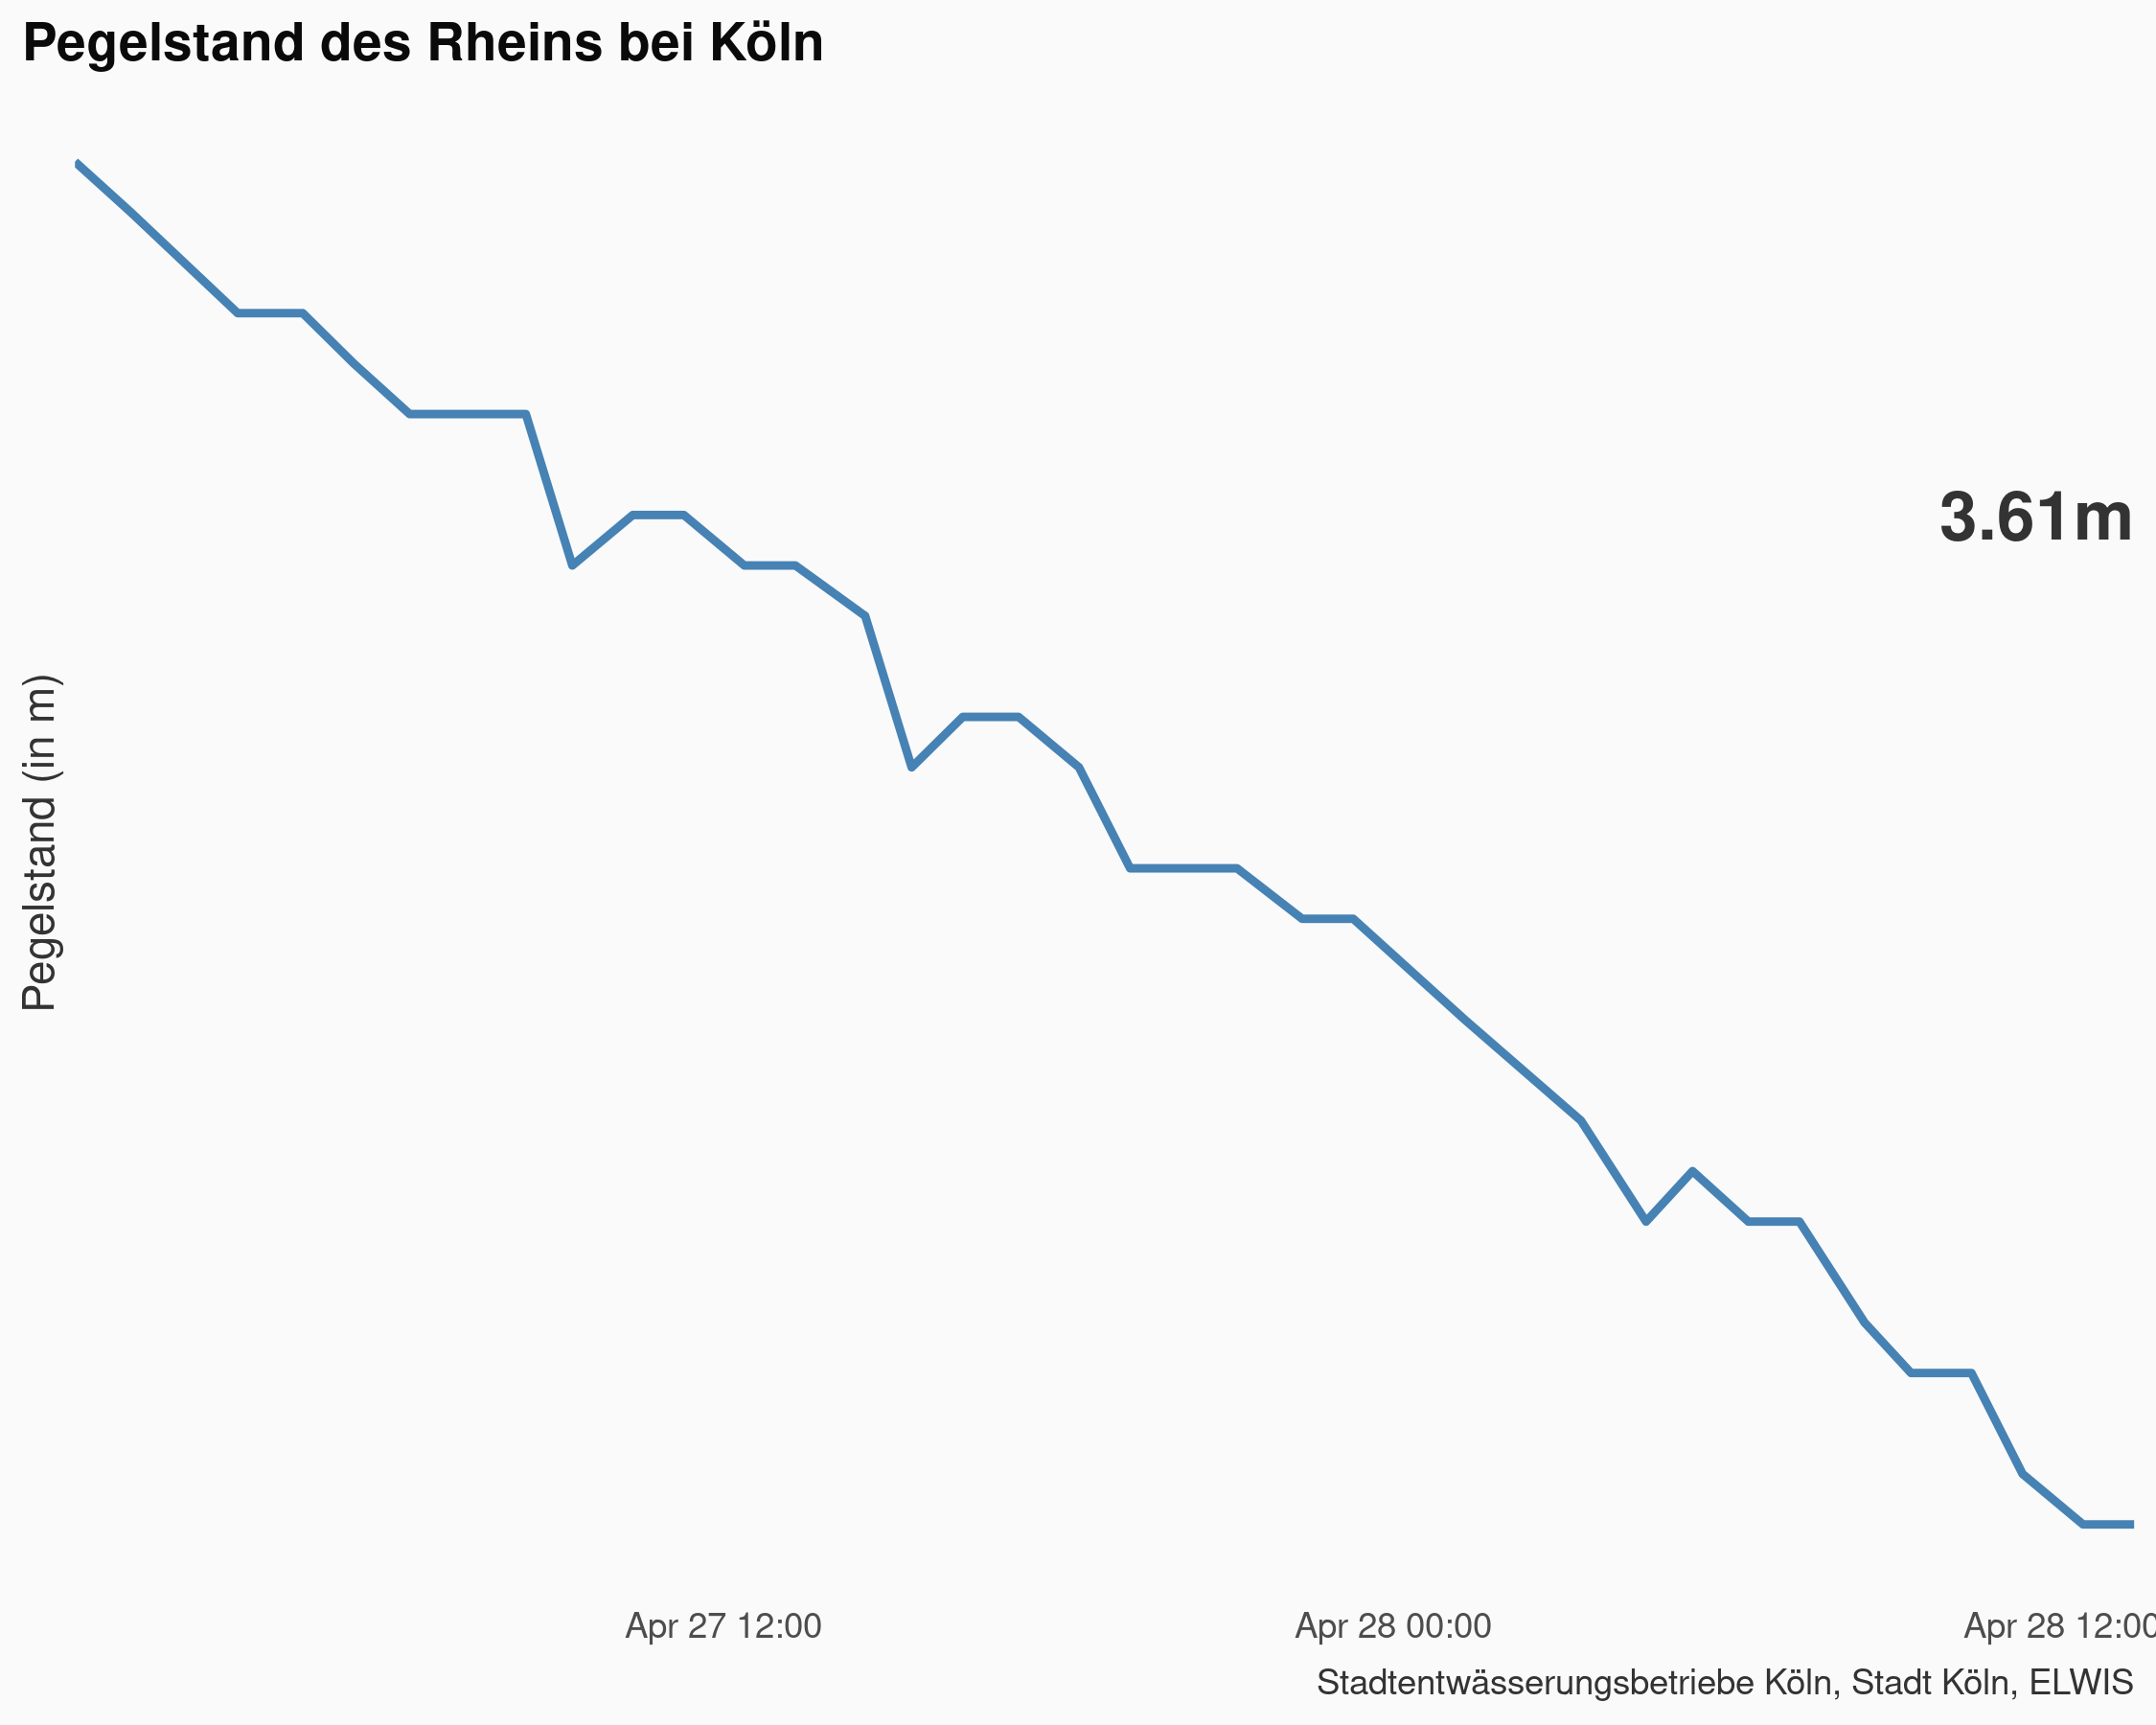 Pegelstand des Rheins bei Köln
3.61m
Pegelstand (in m)
Apr 27 12:00
Apr 28 00:00
Apr 28 12:00
Stadtentwässerungsbetriebe Köln, Stadt Köln, ELWIS